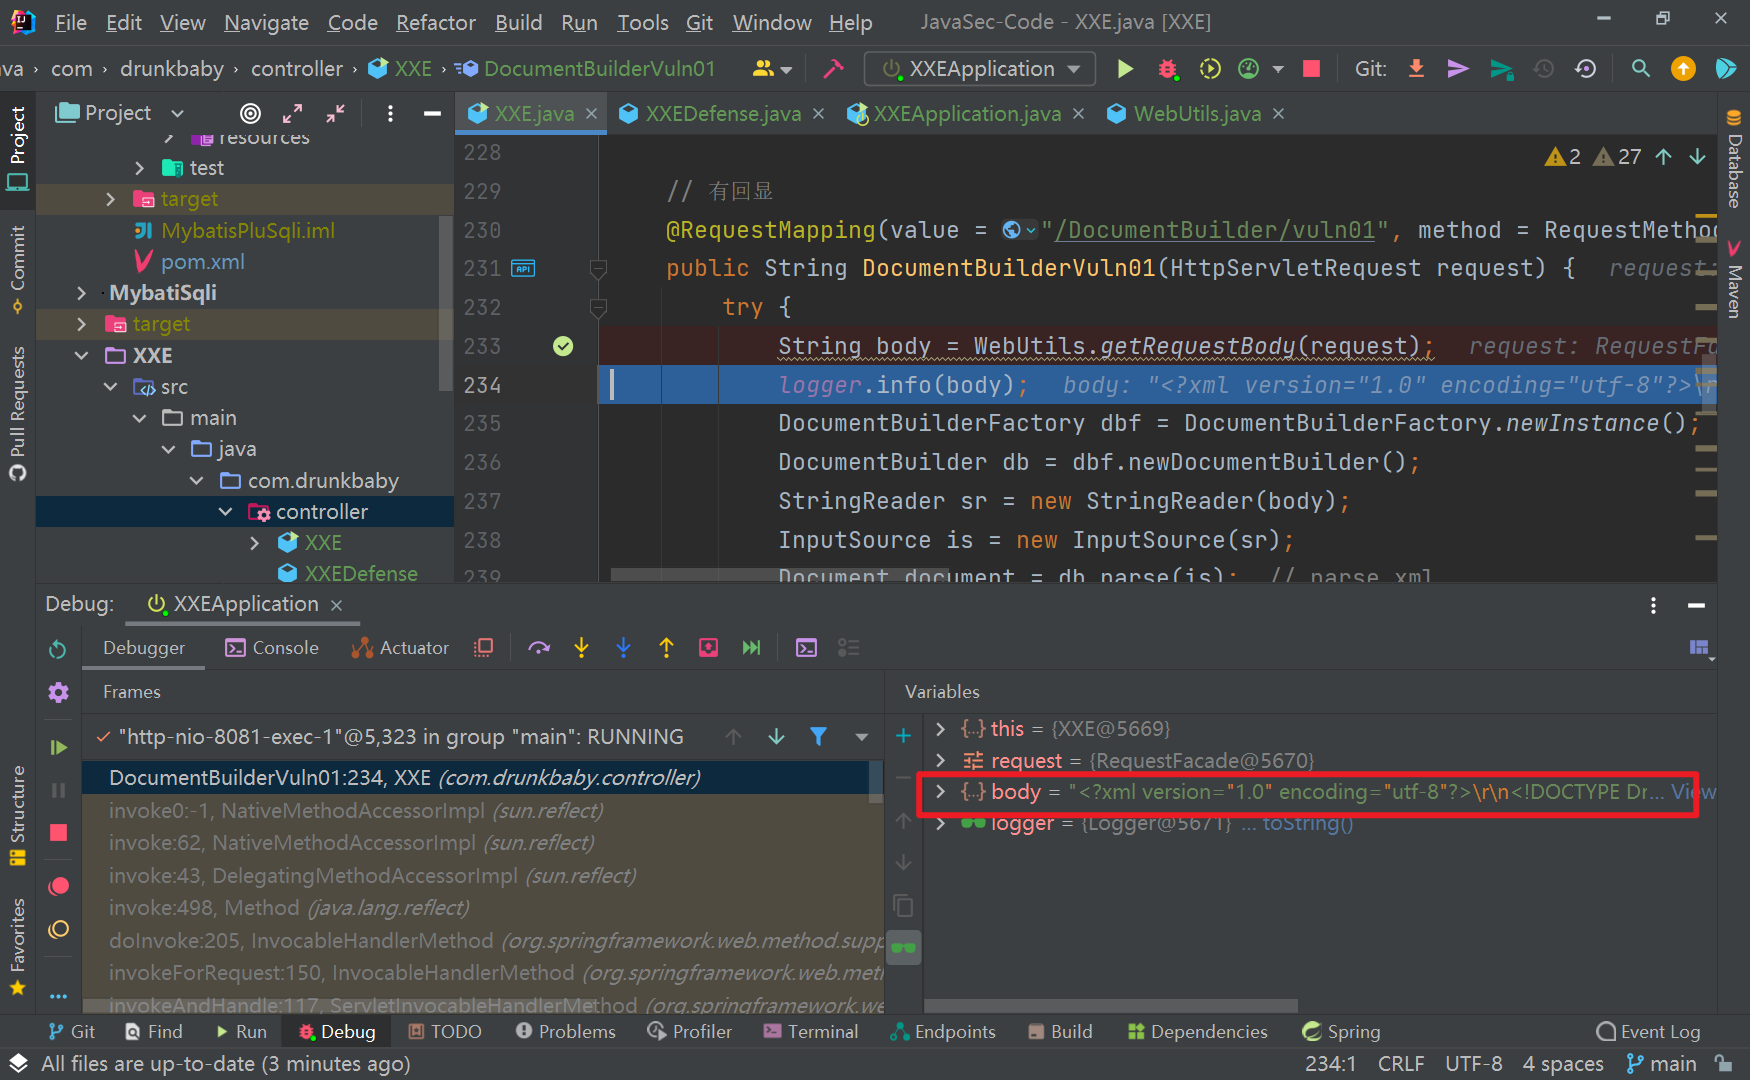 File Edit View Navigate Code Refactor Build Run Tools Git Window Help JavaSec-Code - XXE.java [XXE]
va › com › drunkbaby › controller › XXE › DocumentBuilderVuln01 XXEApplication Git:
Project
XXE.java XXEDefense.java XXEApplication.java WebUtils.java
resources
test
target
MybatisPluSqli.iml
pom.xml
MybatiSqli
target
XXE
src
main
java
com.drunkbaby
controller
XXE
XXEDefense
Project
Commit
Pull Requests
Structure
Favorites
Database
Maven
2 27
228
229 // 有回显
230 @RequestMapping(value = "/DocumentBuilder/vuln01", method = RequestMetho
231 API public String DocumentBuilderVuln01(HttpServletRequest request) { request:
232 try {
233 String body = WebUtils.getRequestBody(request); request: RequestFa
234 logger.info(body); body: "<?xml version="1.0" encoding="utf-8"?>\r
235 DocumentBuilderFactory dbf = DocumentBuilderFactory.newInstance();
236 DocumentBuilder db = dbf.newDocumentBuilder();
237 StringReader sr = new StringReader(body);
238 InputSource is = new InputSource(sr);
239 Document document = db.parse(is); // parse xml
Debug: XXEApplication
Debugger Console Actuator
Frames
"http-nio-8081-exec-1"@5,323 in group "main": RUNNING
DocumentBuilderVuln01:234, XXE (com.drunkbaby.controller)
invoke0:-1, NativeMethodAccessorImpl (sun.reflect)
invoke:62, NativeMethodAccessorImpl (sun.reflect)
invoke:43, DelegatingMethodAccessorImpl (sun.reflect)
invoke:498, Method (java.lang.reflect)
doInvoke:205, InvocableHandlerMethod (org.springframework.web.method.supp
invokeForRequest:150, InvocableHandlerMethod (org.springframework.web.met
invokeAndHandle:117, ServletInvocableHandlerMethod (org.springframework.we
Variables
this = {XXE@5669}
request = {RequestFacade@5670}
body = "<?xml version="1.0" encoding="utf-8"?>\r\n<!DOCTYPE Dr... View
logger = {Logger@5671} ... toString()
Git Find Run Debug TODO Problems Profiler Terminal Endpoints Build Dependencies Spring Event Log
All files are up-to-date (3 minutes ago) 234:1 CRLF UTF-8 4 spaces main